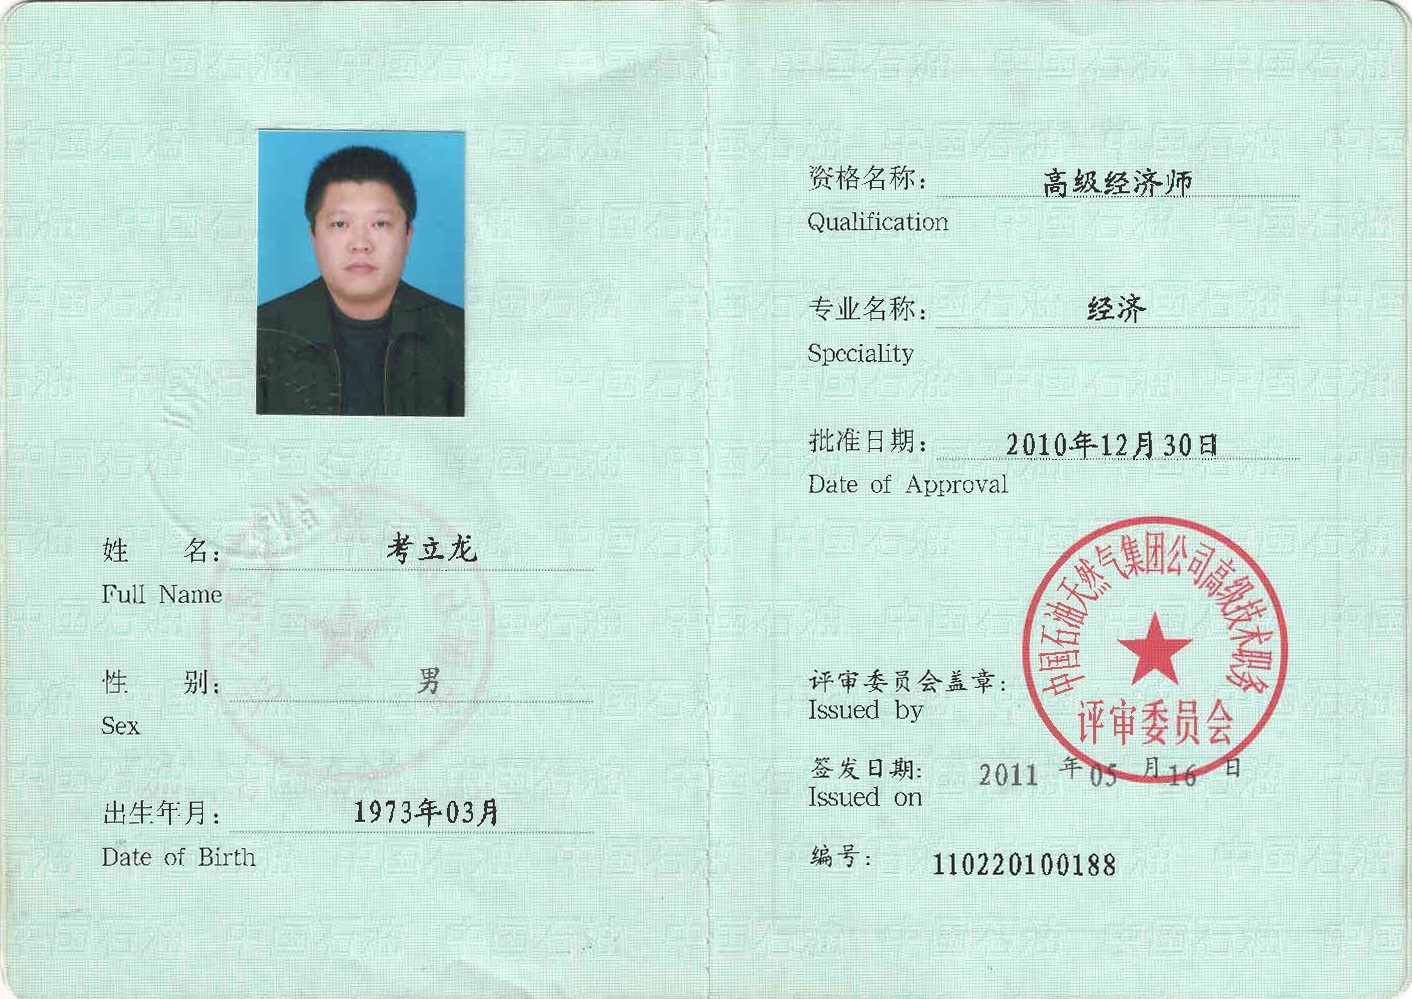 姓 名： 考立龙
Full Name
性 别： 男
Sex
出生年月： 1973年03月
Date of Birth
资格名称： 高级经济师
Qualification
专业名称： 经济
Speciality
批准日期： 2010年12月30日
Date of Approval
中国石油天然气集团公司高级技术职务
评审委员会
评审委员会盖章：
Issued by
签发日期： 2011 年 05 月 16 日
Issued on
编号： 110220100188
中国石油